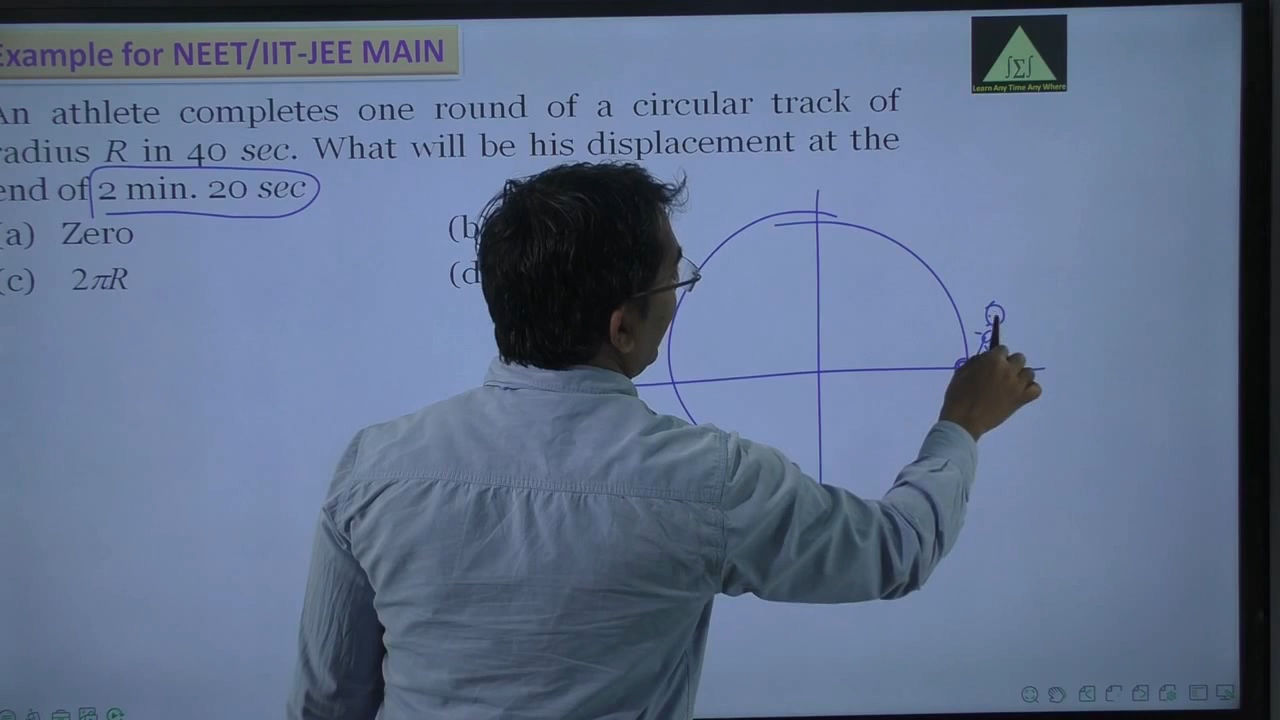 Example for NEET/IIT-JEE MAIN
∫∑∫
Learn Any Time Any Where
An athlete completes one round of a circular track of
radius R in 40 sec. What will be his displacement at the
end of 2 min. 20 sec
(a) Zero (b
(c) 2πR (d